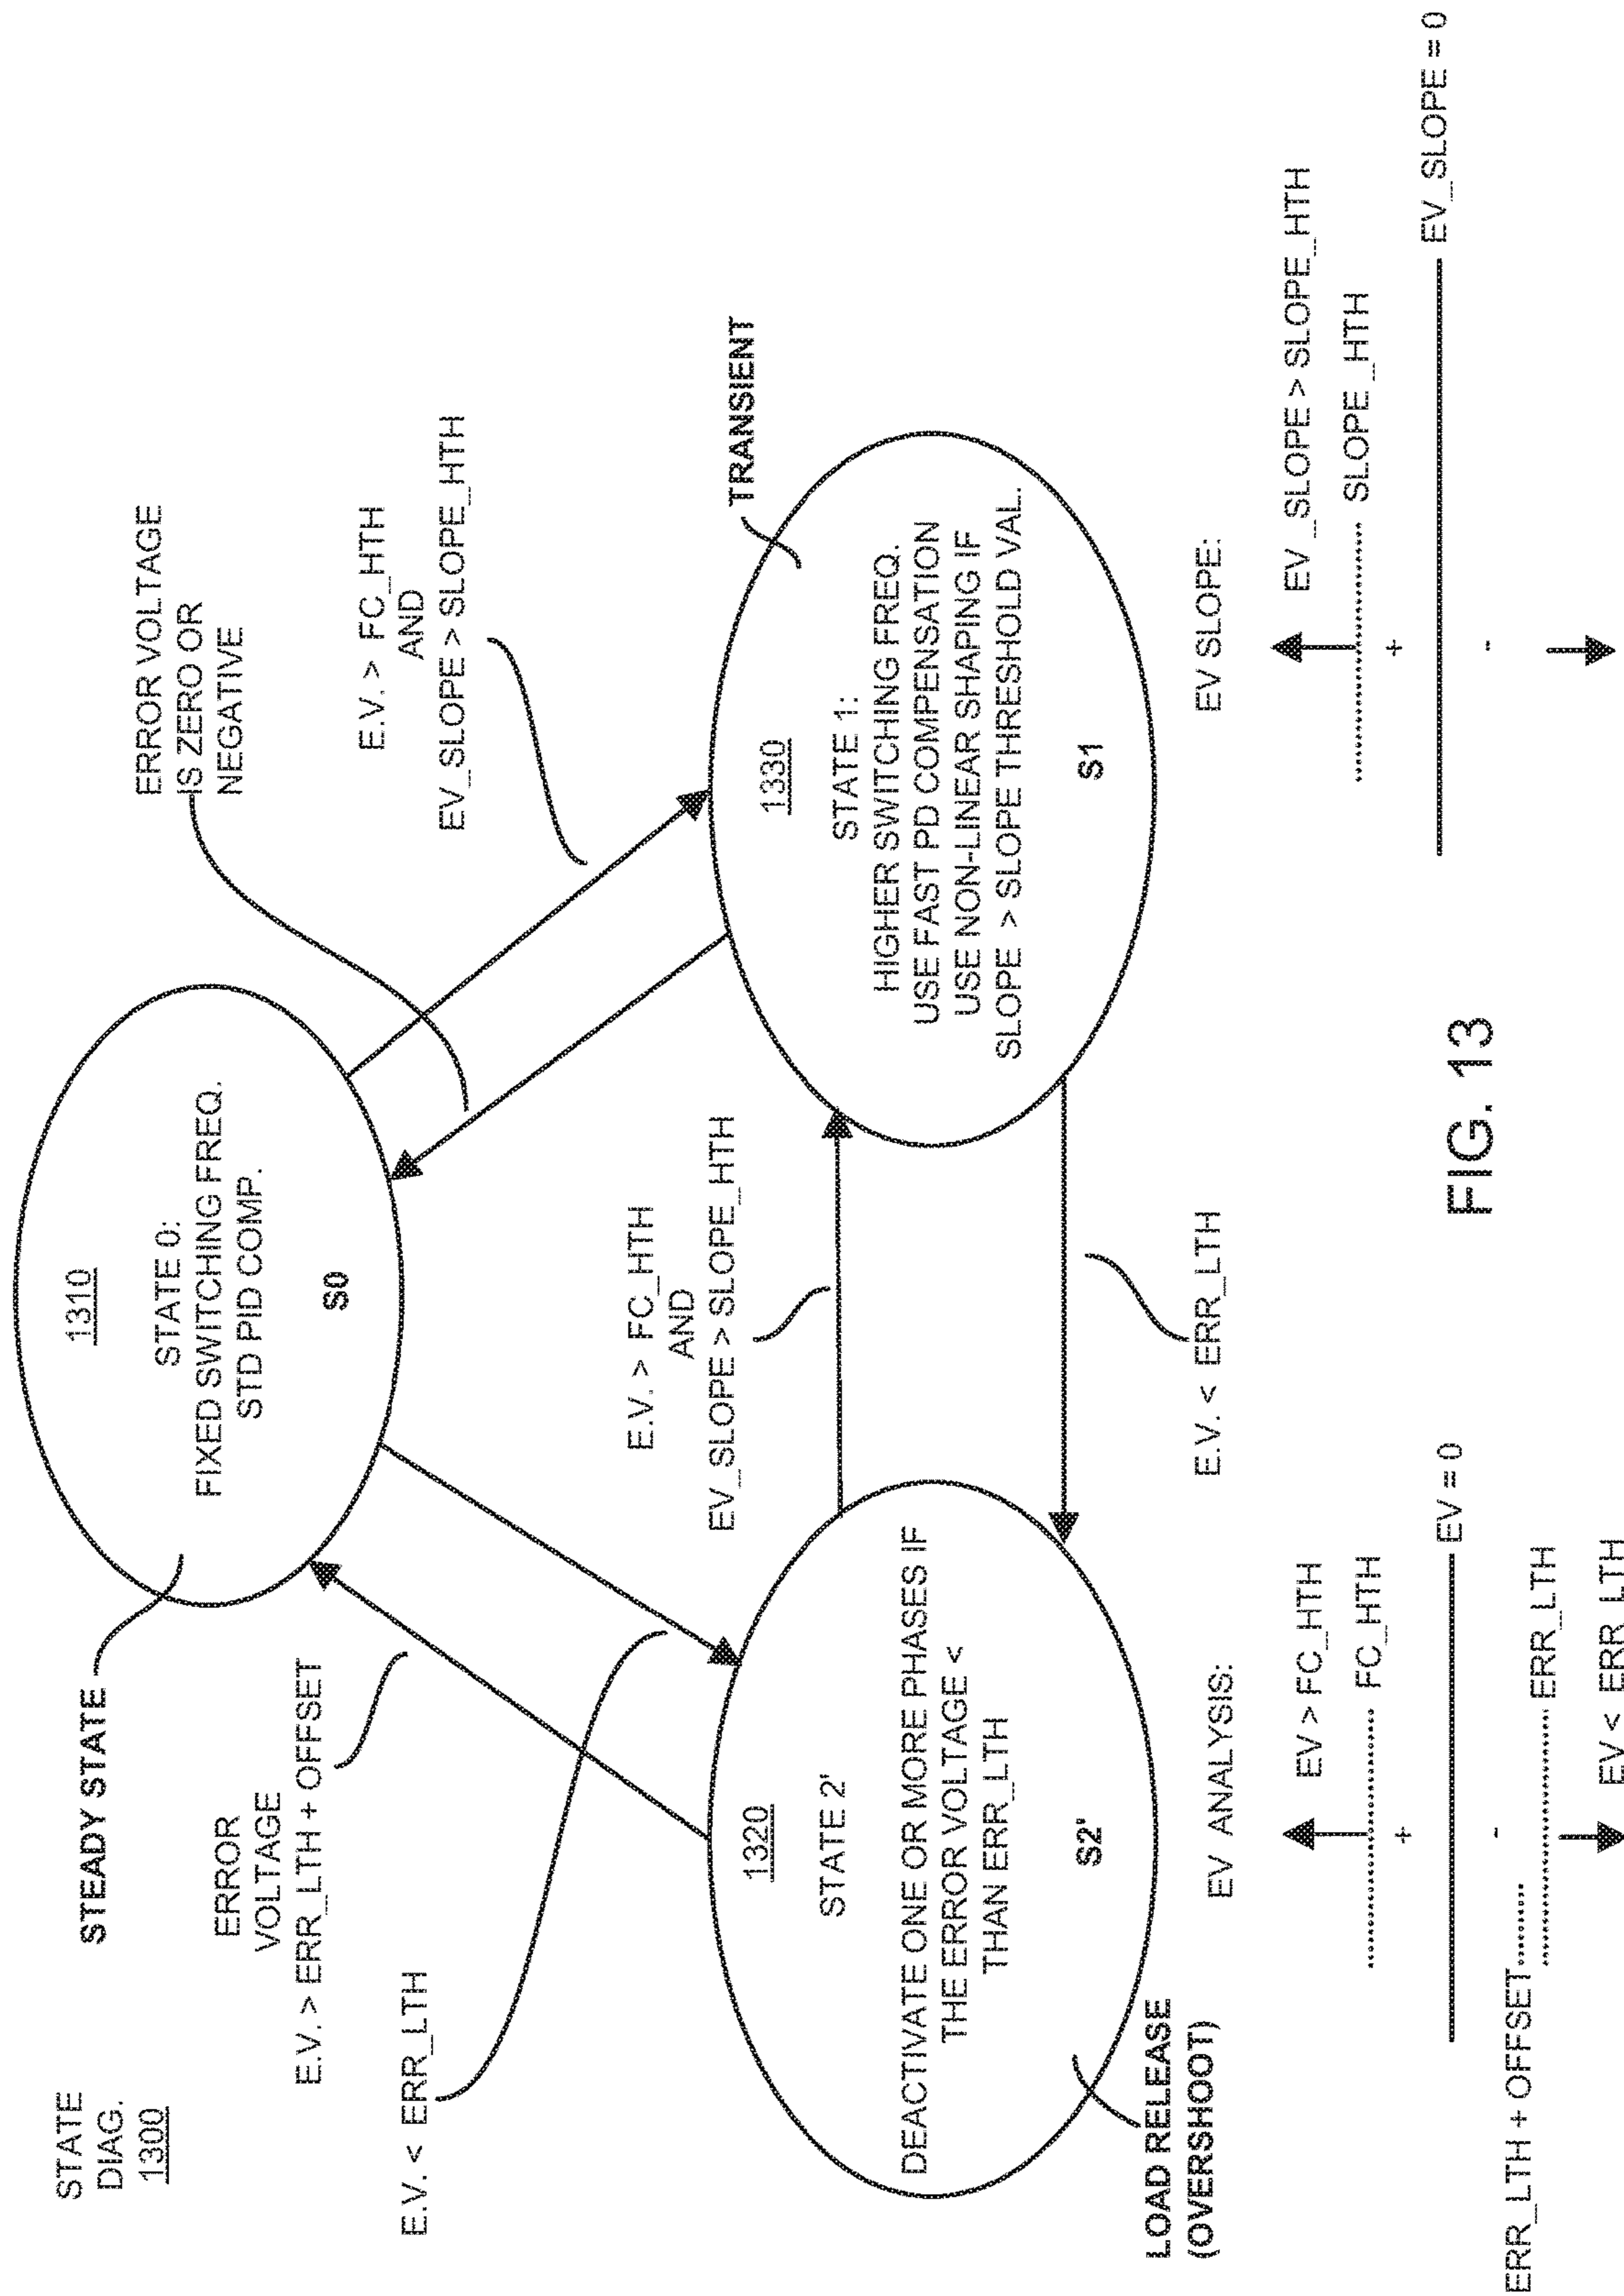 STATE
DIAG.
1300
STEADY STATE
1310
STATE 0:
FIXED SWITCHING FREQ.
STD PID COMP.
S0
ERROR VOLTAGE
IS ZERO OR
NEGATIVE
ERROR
VOLTAGE
E.V. > ERR_LTH + OFFSET
E.V. < ERR_LTH
E.V. > FC_HTH
AND
EV_SLOPE > SLOPE_HTH
E.V. > FC_HTH
AND
EV_SLOPE > SLOPE_HTH
TRANSIENT
1320
STATE 2'
DEACTIVATE ONE OR MORE PHASES IF
THE ERROR VOLTAGE <
THAN ERR_LTH
S2'
1330
STATE 1:
HIGHER SWITCHING FREQ.
USE FAST PD COMPENSATION
USE NON-LINEAR SHAPING IF
SLOPE > SLOPE THRESHOLD VAL.
S1
E.V. < ERR_LTH
LOAD RELEASE
(OVERSHOOT)
EV ANALYSIS:
EV > FC_HTH
FC_HTH
+
EV = 0
-
ERR_LTH + OFFSET
ERR_LTH
EV < ERR_LTH
EV SLOPE:
EV_SLOPE > SLOPE_HTH
SLOPE_HTH
+
EV_SLOPE = 0
-
FIG. 13